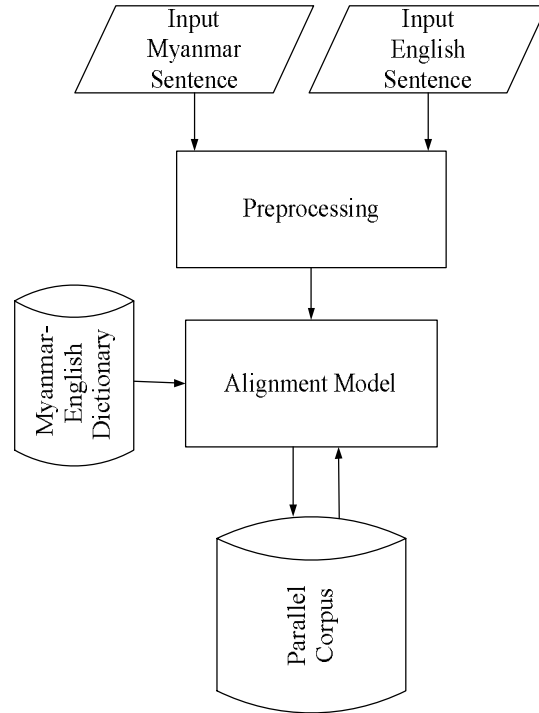 Input
Myanmar
Sentence
Input
English
Sentence
Preprocessing
Myanmar-
English
Dictionary
Alignment Model
Parallel
Corpus